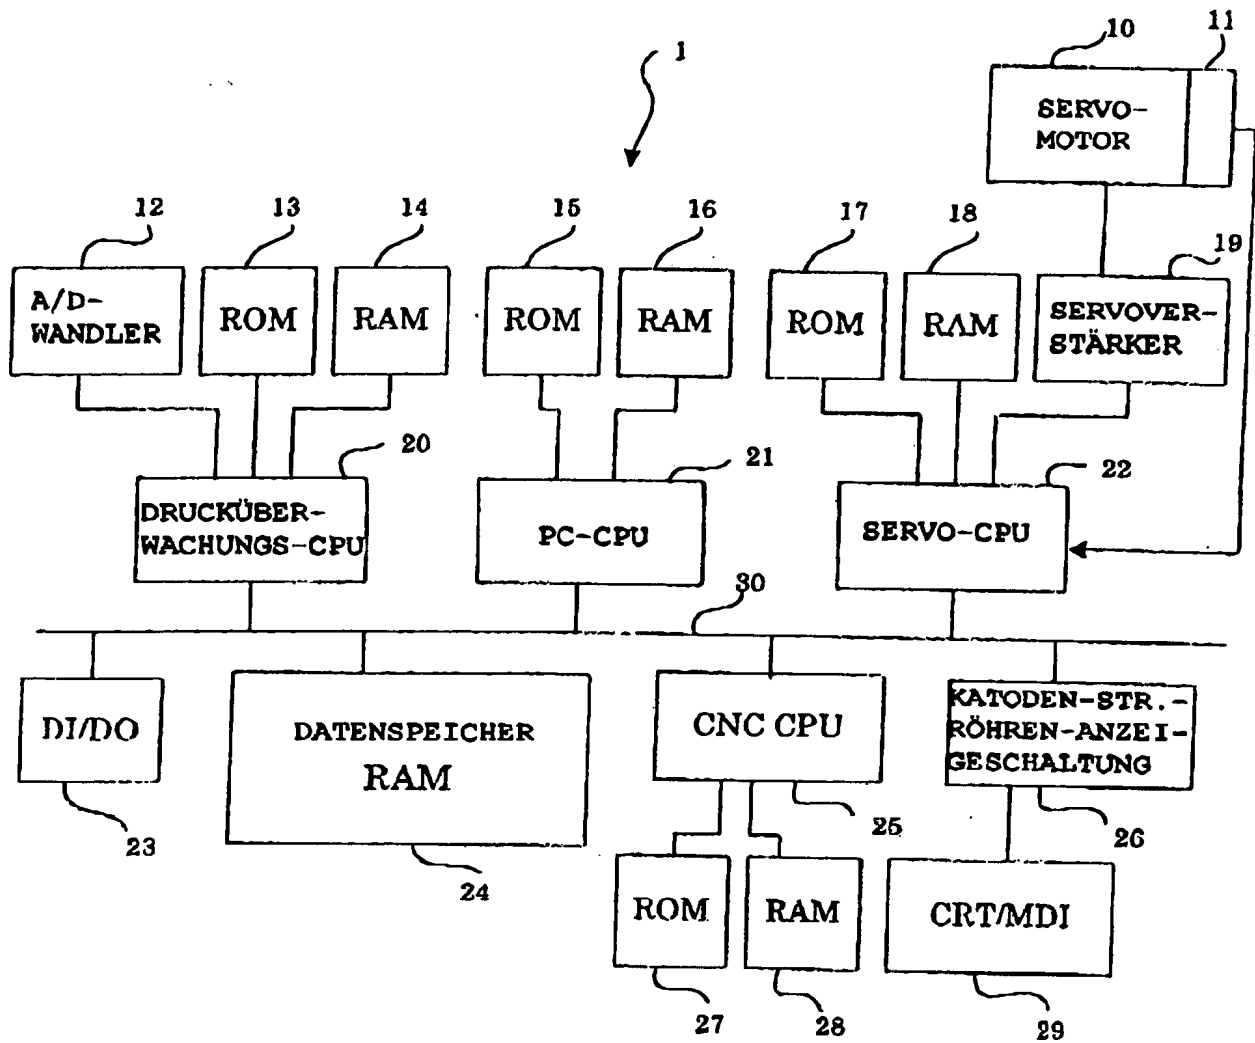 1
10
11
SERVO-
MOTOR
12
13
14
15
16
17
18
19
A/D-
WANDLER
ROM
RAM
ROM
RAM
ROM
RAM
SERVOVER-
STÄRKER
20
21
22
DRUCKÜBER-
WACHUNGS-CPU
PC-CPU
SERVO-CPU
30
DI/DO
DATENSPEICHER
RAM
CNC CPU
KATODEN-STR.-
RÖHREN-ANZEI-
GESCHALTUNG
23
24
25
26
ROM
RAM
CRT/MDI
27
28
29